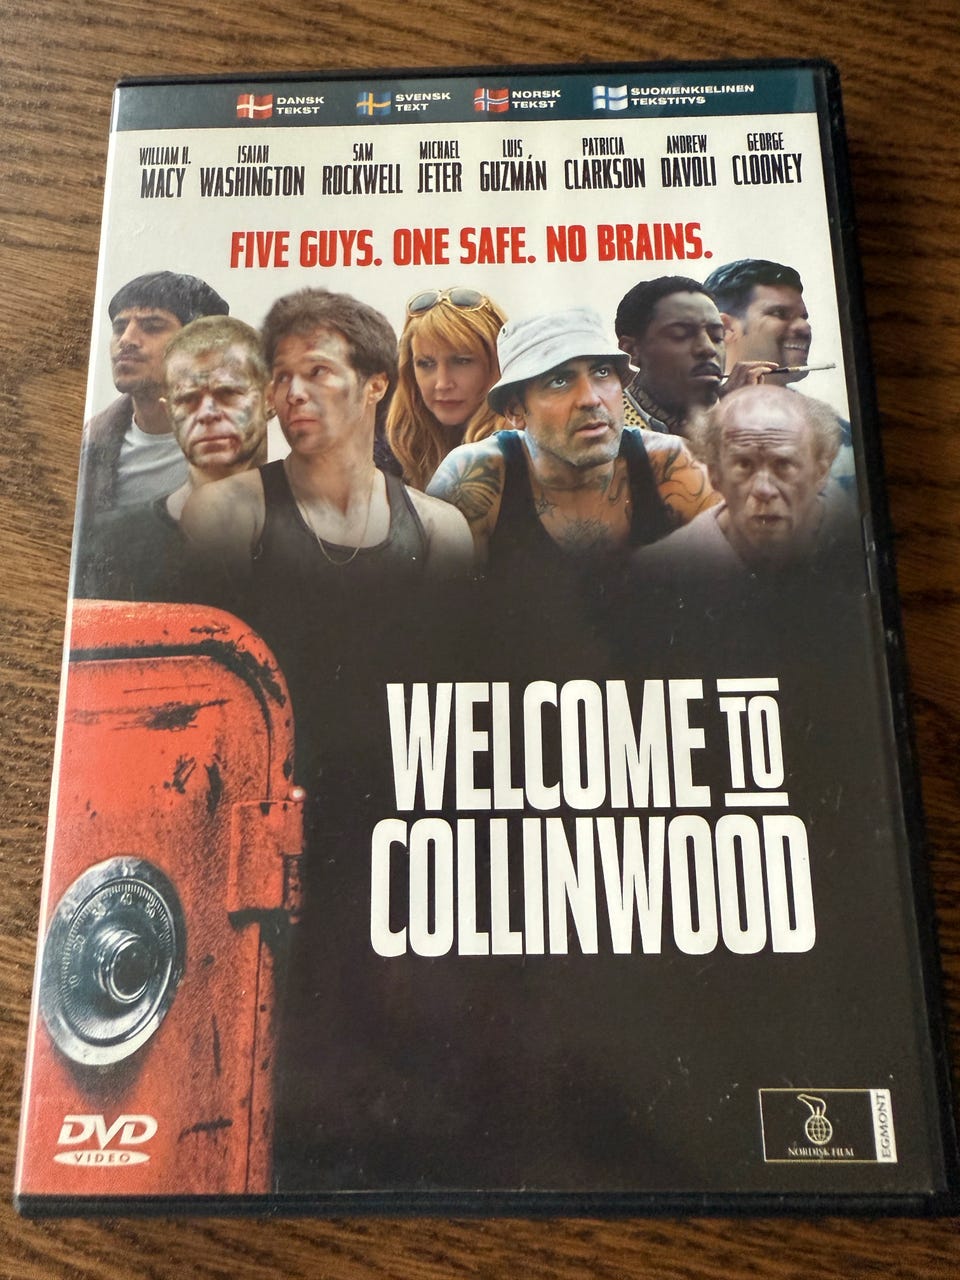 DANSK TEKST
SVENSK TEXT
NORSK TEKST
SUOMENKIELINEN TEKSTITYS
WILLIAM H. MACY
ISAIAH WASHINGTON
SAM ROCKWELL
MICHAEL JETER
LUIS GUZMÁN
PATRICIA CLARKSON
ANDREW DAVOLI
GEORGE CLOONEY
FIVE GUYS. ONE SAFE. NO BRAINS.
WELCOME TO
COLLINWOOD
40
DVD
VIDEO
NORDISK FILM
EGMONT